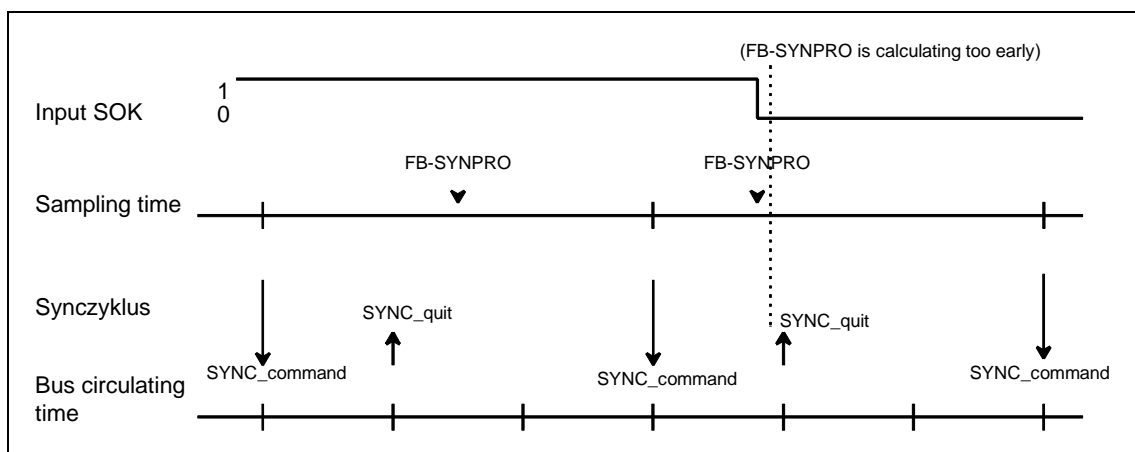 (FB-SYNPRO is calculating too early)
1
Input SOK
0
FB-SYNPRO
FB-SYNPRO
Sampling time
Synczyklus
SYNC_quit
SYNC_quit
SYNC_command
SYNC_command
SYNC_command
Bus circulating
time